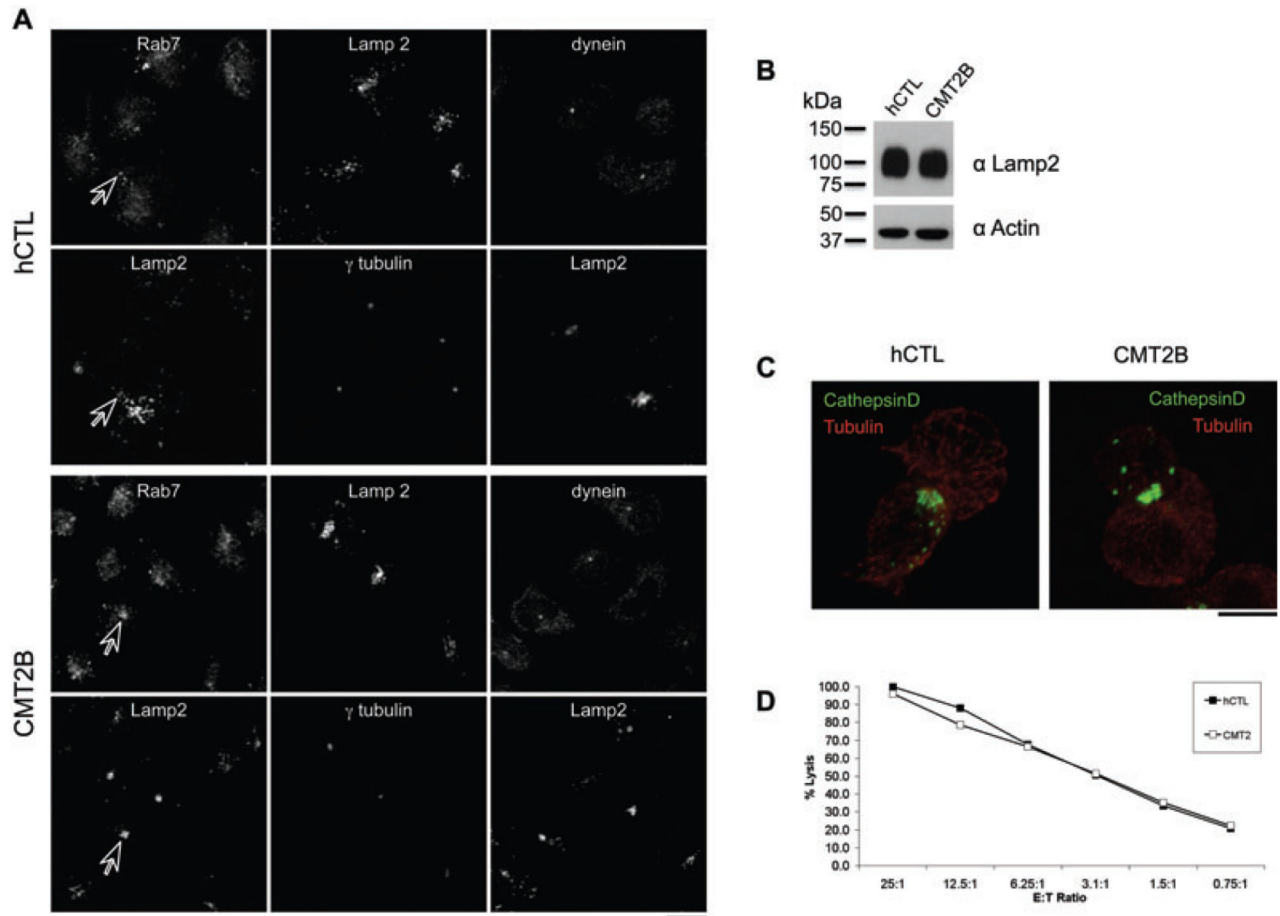 A
Rab7 Lamp 2 dynein
hCTL
Lamp2 γ tubulin Lamp2
Rab7 Lamp 2 dynein
CMT2B
Lamp2 γ tubulin Lamp2
B
hCTL CMT2B
kDa
150
100
75
α Lamp2
50
37
α Actin
C
hCTL CMT2B
CathepsinD CathepsinD
Tubulin Tubulin
D
100.0
90.0
80.0
70.0
60.0
50.0
40.0
30.0
20.0
10.0
0.0
% Lysis
hCTL
CMT2
25:1 12.5:1 6.25:1 3.1:1 1.5:1 0.75:1
E:T Ratio